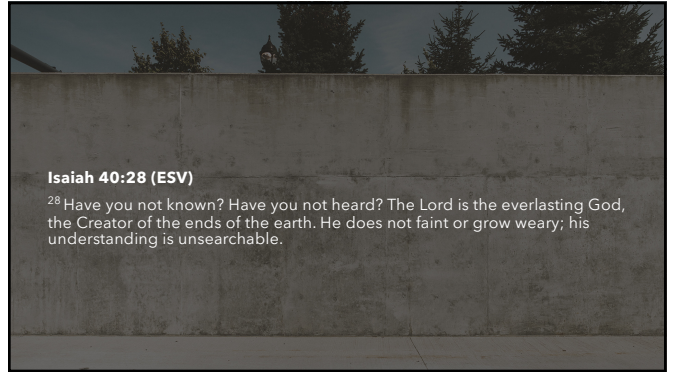 Isaiah 40:28 (ESV)
28 Have you not known? Have you not heard? The Lord is the everlasting God,
the Creator of the ends of the earth. He does not faint or grow weary; his
understanding is unsearchable.